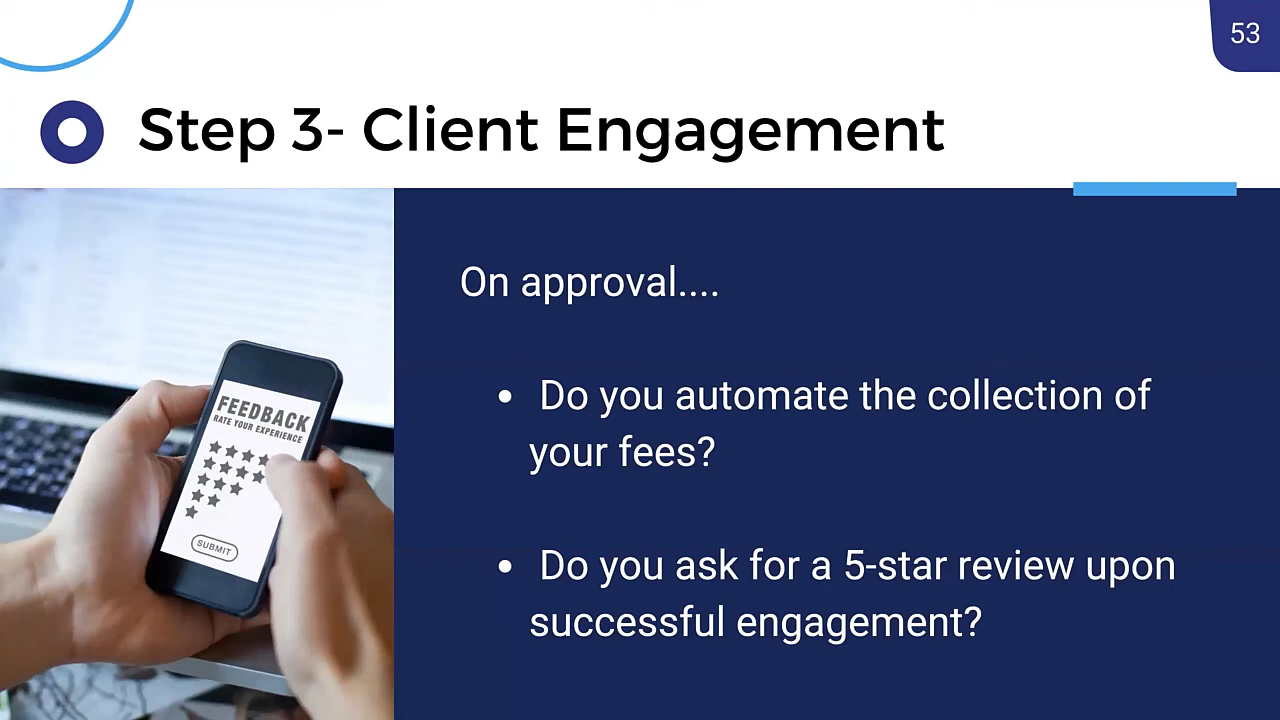 53
Step 3- Client Engagement
On approval....
• Do you automate the collection of
your fees?
• Do you ask for a 5-star review upon
successful engagement?
FEEDBACK
RATE YOUR EXPERIENCE
SUBMIT